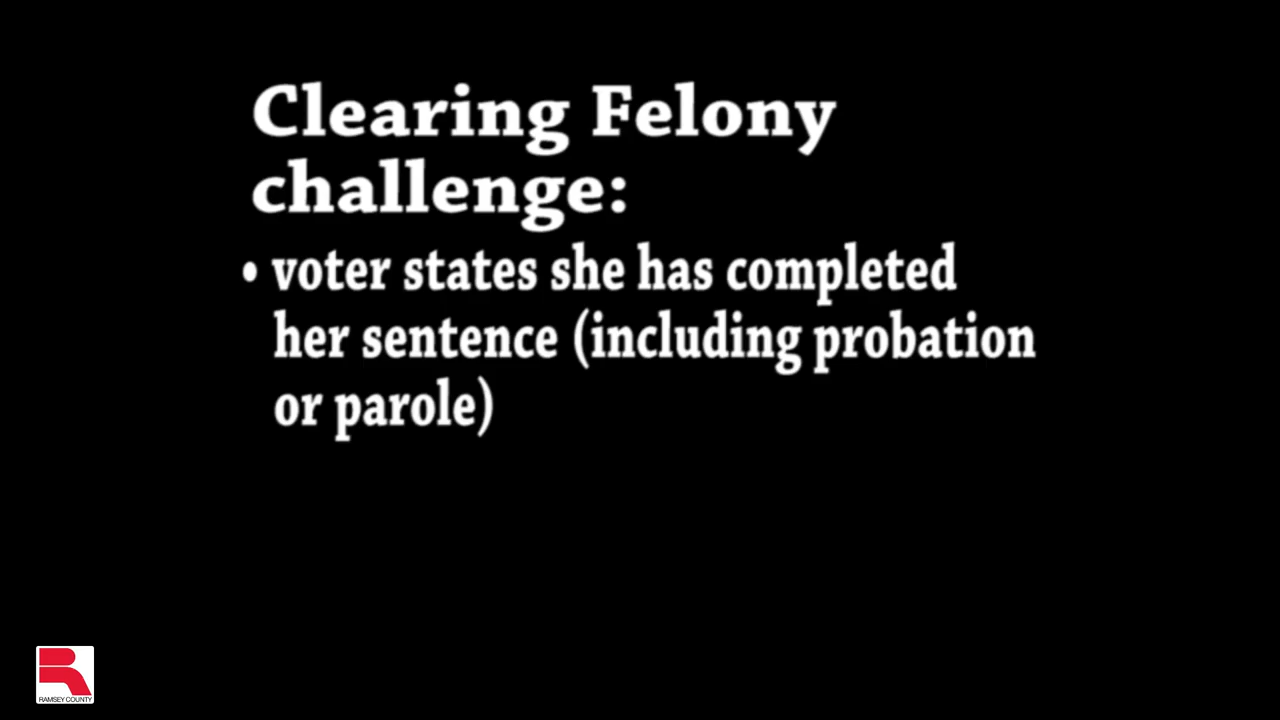 Clearing Felony
challenge:
• voter states she has completed
her sentence (including probation
or parole)
RAMSEY COUNTY